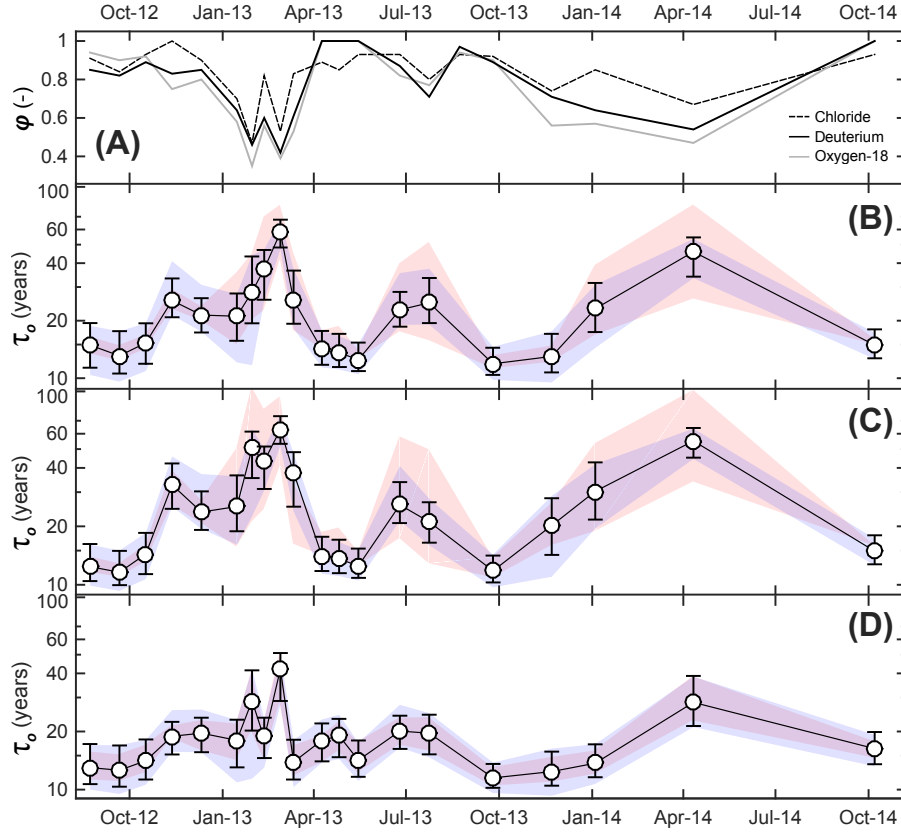 Oct-12 Jan-13 Apr-13 Jul-13 Oct-13 Jan-14 Apr-14 Jul-14 Oct-14
1
0.8
0.6
0.4
φ (-)
(A)
Chloride
Deuterium
Oxygen-18
100
60
40
20
10
τo (years)
(B)
100
60
40
20
10
τo (years)
(C)
100
60
40
20
10
τo (years)
(D)
Oct-12 Jan-13 Apr-13 Jul-13 Oct-13 Jan-14 Apr-14 Jul-14 Oct-14